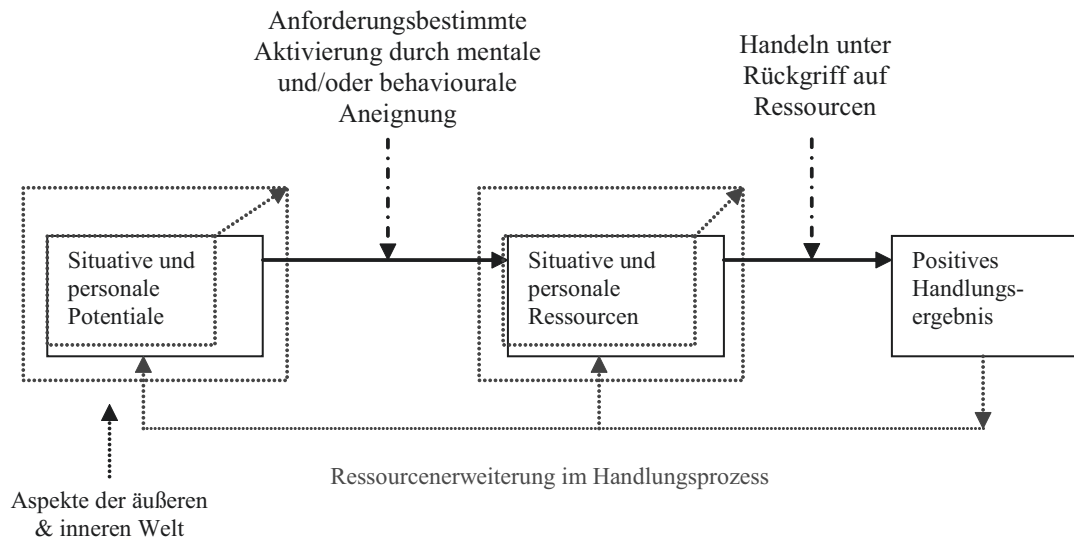 Anforderungsbestimmte
Aktivierung durch mentale
und/oder behaviourale
Aneignung
Handeln unter
Rückgriff auf
Ressourcen
Situative und
personale
Potentiale
Situative und
personale
Ressourcen
Positives
Handlungs-
ergebnis
Ressourcenerweiterung im Handlungsprozess
Aspekte der äußeren
& inneren Welt